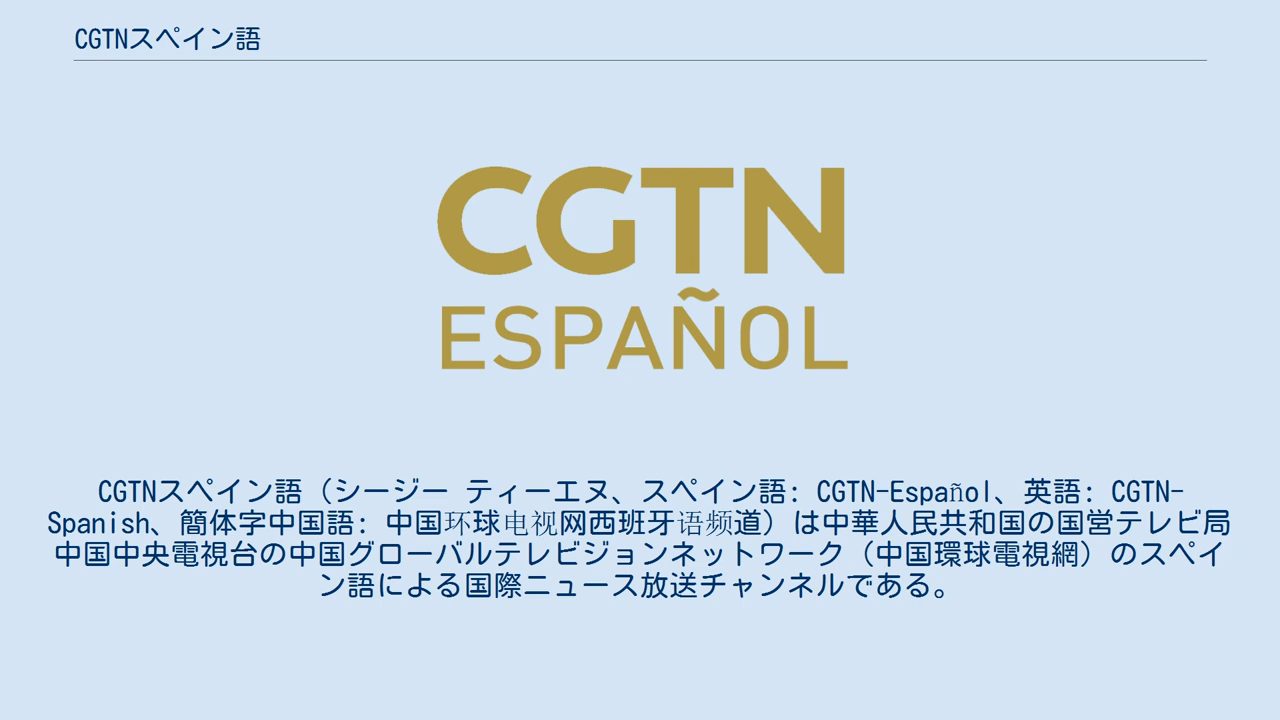 CGTNスペイン語
CGTN
ESPAÑOL
CGTNスペイン語（シージー ティーエヌ、スペイン語: CGTN-Español、英語: CGTN-
Spanish、簡体字中国語: 中国环球电视网西班牙语频道）は中華人民共和国の国営テレビ局
中国中央電視台の中国グローバルテレビジョンネットワーク（中国環球電視網）のスペイ
ン語による国際ニュース放送チャンネルである。